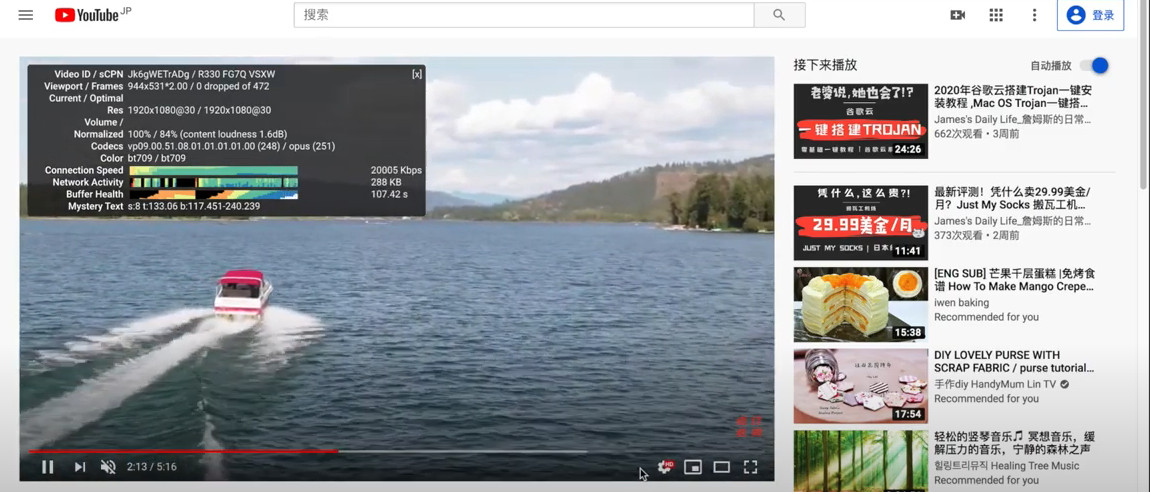 YouTube JP
搜索
登录
Video ID / sCPN Jk6gWETrADg / R330 FG7Q VSXW [x]
Viewport / Frames 944x531*2.00 / 0 dropped of 472
Current / Optimal
Res 1920x1080@30 / 1920x1080@30
Volume /
Normalized 100% / 84% (content loudness 1.6dB)
Codecs vp09.00.51.08.01.01.01.01.00 (248) / opus (251)
Color bt709 / bt709
Connection Speed 20005 Kbps
Network Activity 288 KB
Buffer Health 107.42 s
Mystery Text s:8 t:133.06 b:117.451-240.239
2:13 / 5:16
HD
接下来播放
自动播放
老婆说,她也会了!?
谷歌云
一键搭建TROJAN
24:26
2020年谷歌云搭建Trojan一键安
装教程 ,Mac OS Trojan一键搭...
James's Daily Life_詹姆斯的日常...
662次观看 • 3周前
凭什么,这么贵?!
搬瓦工机场
29.99美金/月
JUST MY SOCKS | 日本
11:41
最新评测！凭什么卖29.99美金/
月？Just My Socks 搬瓦工机...
James's Daily Life_詹姆斯的日常...
373次观看 • 2周前
15:38
[ENG SUB] 芒果千层蛋糕 |免烤食
谱 How To Make Mango Crepe...
iwen baking
Recommended for you
17:54
DIY LOVELY PURSE WITH
SCRAP FABRIC / purse tutorial...
手作diy HandyMum Lin TV
Recommended for you
轻松的竖琴音乐♫ 冥想音乐，缓
解压力的音乐，宁静的森林之声
힐링트리뮤직 Healing Tree Music
Recommended for you